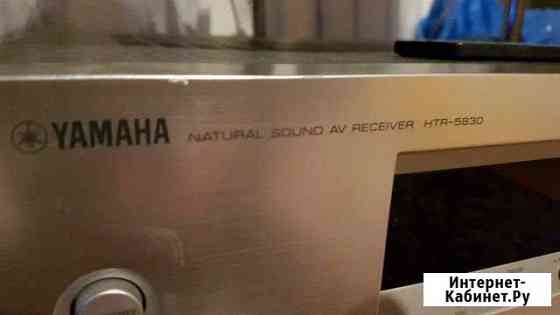 YAMAHA NATURAL SOUND AV RECEIVER HTR-5830
Интернет-
Кабинет.Ру